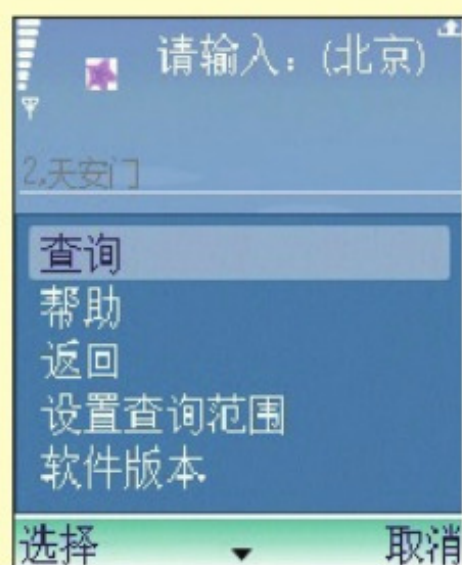 请输入：(北京)
2.天安门
查询
帮助
返回
设置查询范围
软件版本
选择 取消